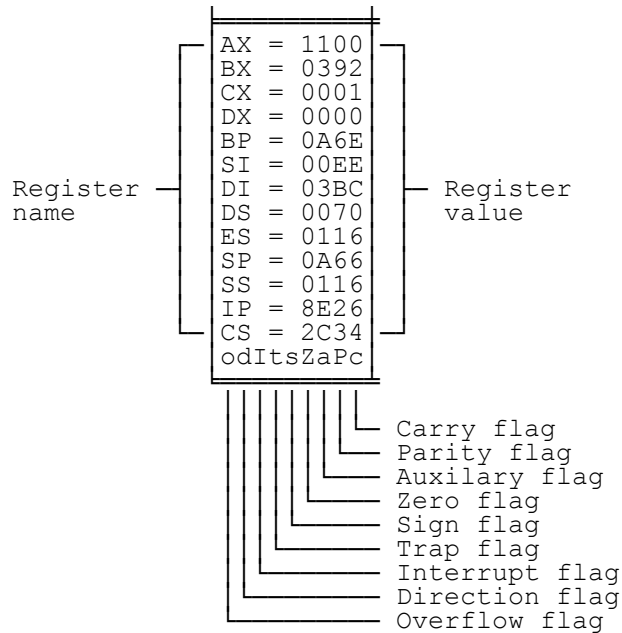 AX = 1100
BX = 0392
CX = 0001
DX = 0000
BP = 0A6E
SI = 00EE
Register DI = 03BC Register
name DS = 0070 value
ES = 0116
SP = 0A66
SS = 0116
IP = 8E26
CS = 2C34
odItsZaPc
Carry flag
Parity flag
Auxilary flag
Zero flag
Sign flag
Trap flag
Interrupt flag
Direction flag
Overflow flag